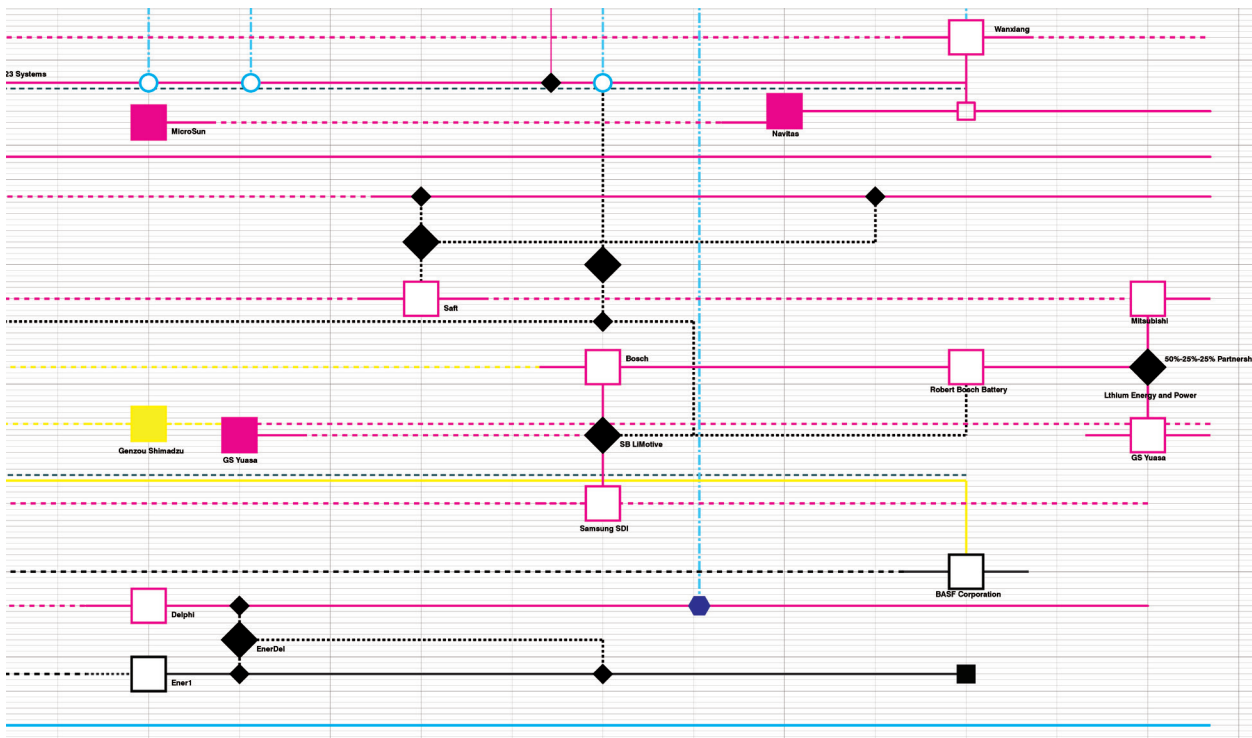 Wanxiang
23 Systems
MicroSun
Navitas
Saft
Mitsubishi
Bosch
50%-25%-25% Partnersh
Robert Bosch Battery
Lthium Energy and Power
SB LiMotive
Genzou Shimadzu
GS Yuasa
GS Yuasa
Samsung SDI
BASF Corporation
Delphi
EnerDel
Ener1